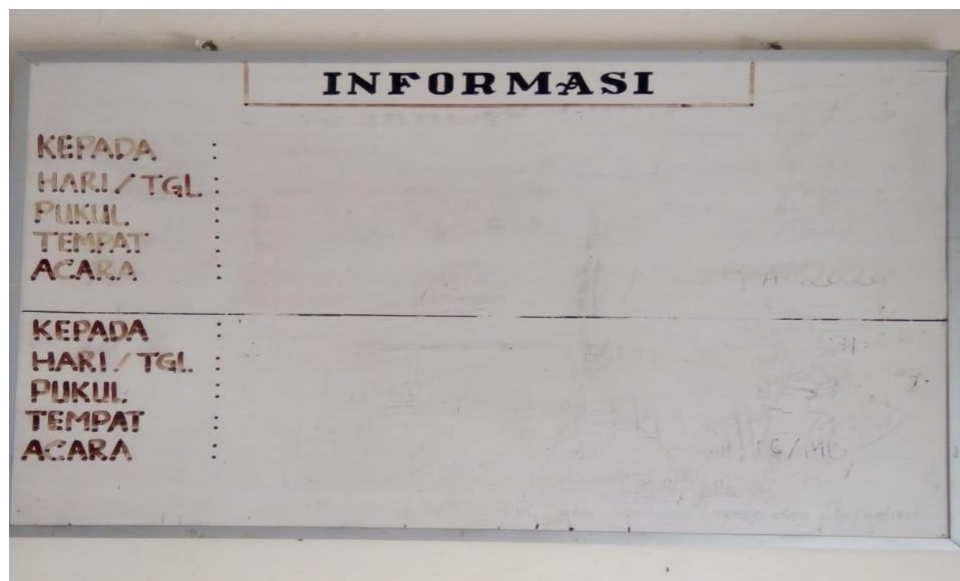 INFORMASI
KEPADA :
HARI / TGL :
PUKUL :
TEMPAT :
ACARA :
KEPADA :
HARI / TGL :
PUKUL :
TEMPAT :
ACARA :